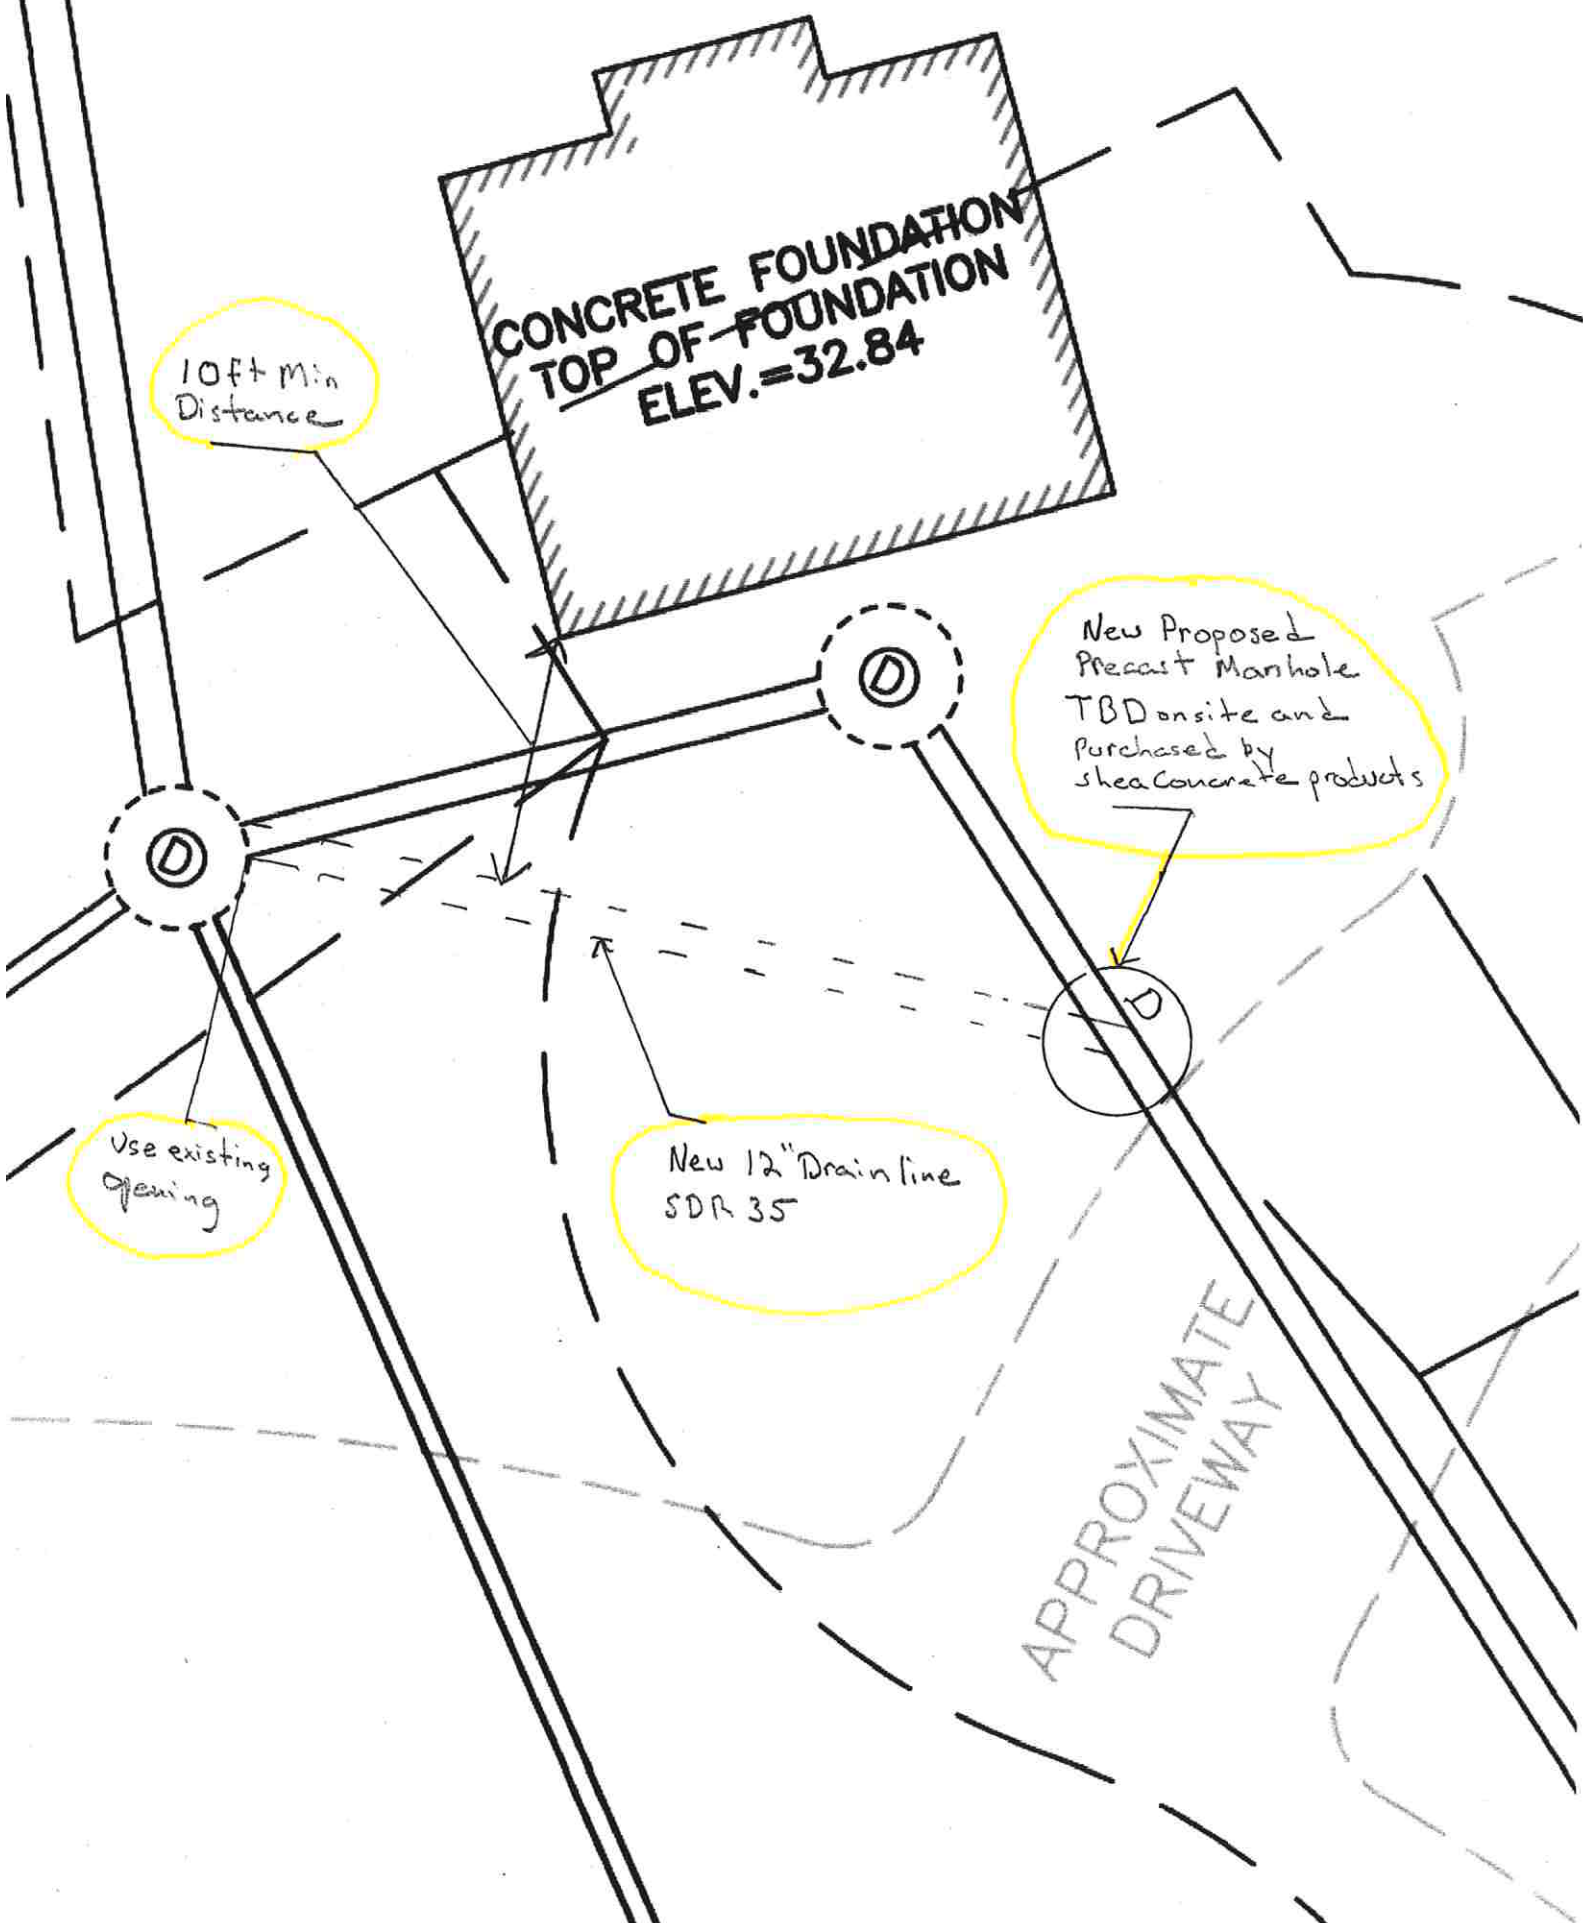 CONCRETE FOUNDATION
TOP OF FOUNDATION
ELEV.=32.84
10ft Min
Distance
New Proposed
Precast Manhole
TBD onsite and
purchased by
shea Concrete products
D
D
D
Use existing
opening
New 12" Drain line
SDR 35
APPROXIMATE
DRIVEWAY